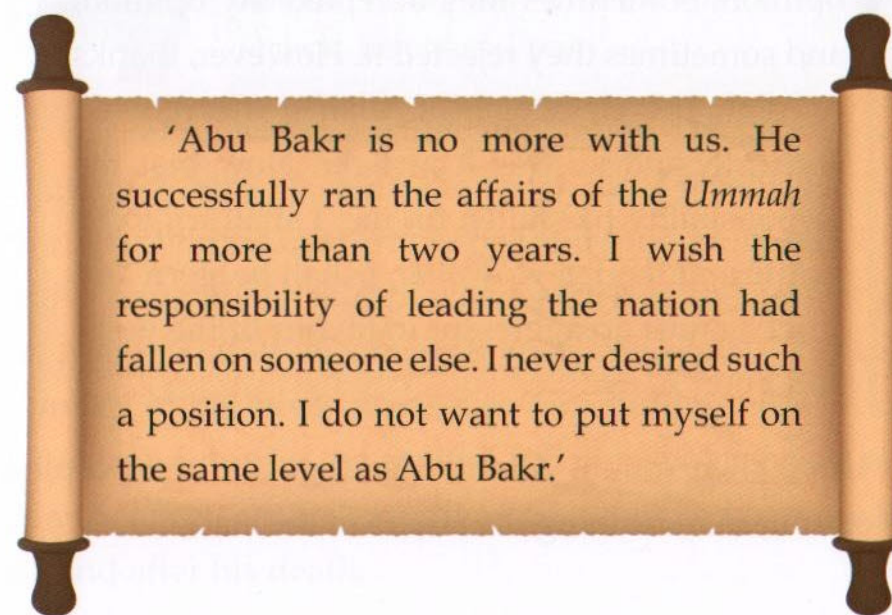 'Abu Bakr is no more with us. He
successfully ran the affairs of the Ummah
for more than two years. I wish the
responsibility of leading the nation had
fallen on someone else. I never desired such
a position. I do not want to put myself on
the same level as Abu Bakr.'